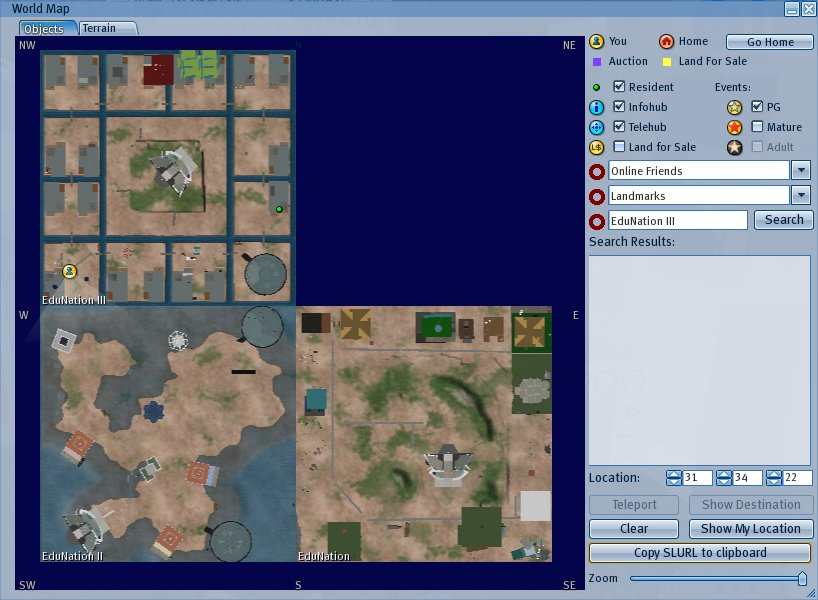 World Map
Objects Terrain
NW N NE
You Home Go Home
Auction Land For Sale
Resident Events:
Infohub PG
Telehub Mature
L$ Land for Sale Adult
Online Friends
Landmarks
EduNation III Search
Search Results:
EduNation III
W E
Location: 31 34 22
Teleport Show Destination
Clear Show My Location
EduNation II EduNation
Copy SLURL to clipboard
Zoom
SW S SE